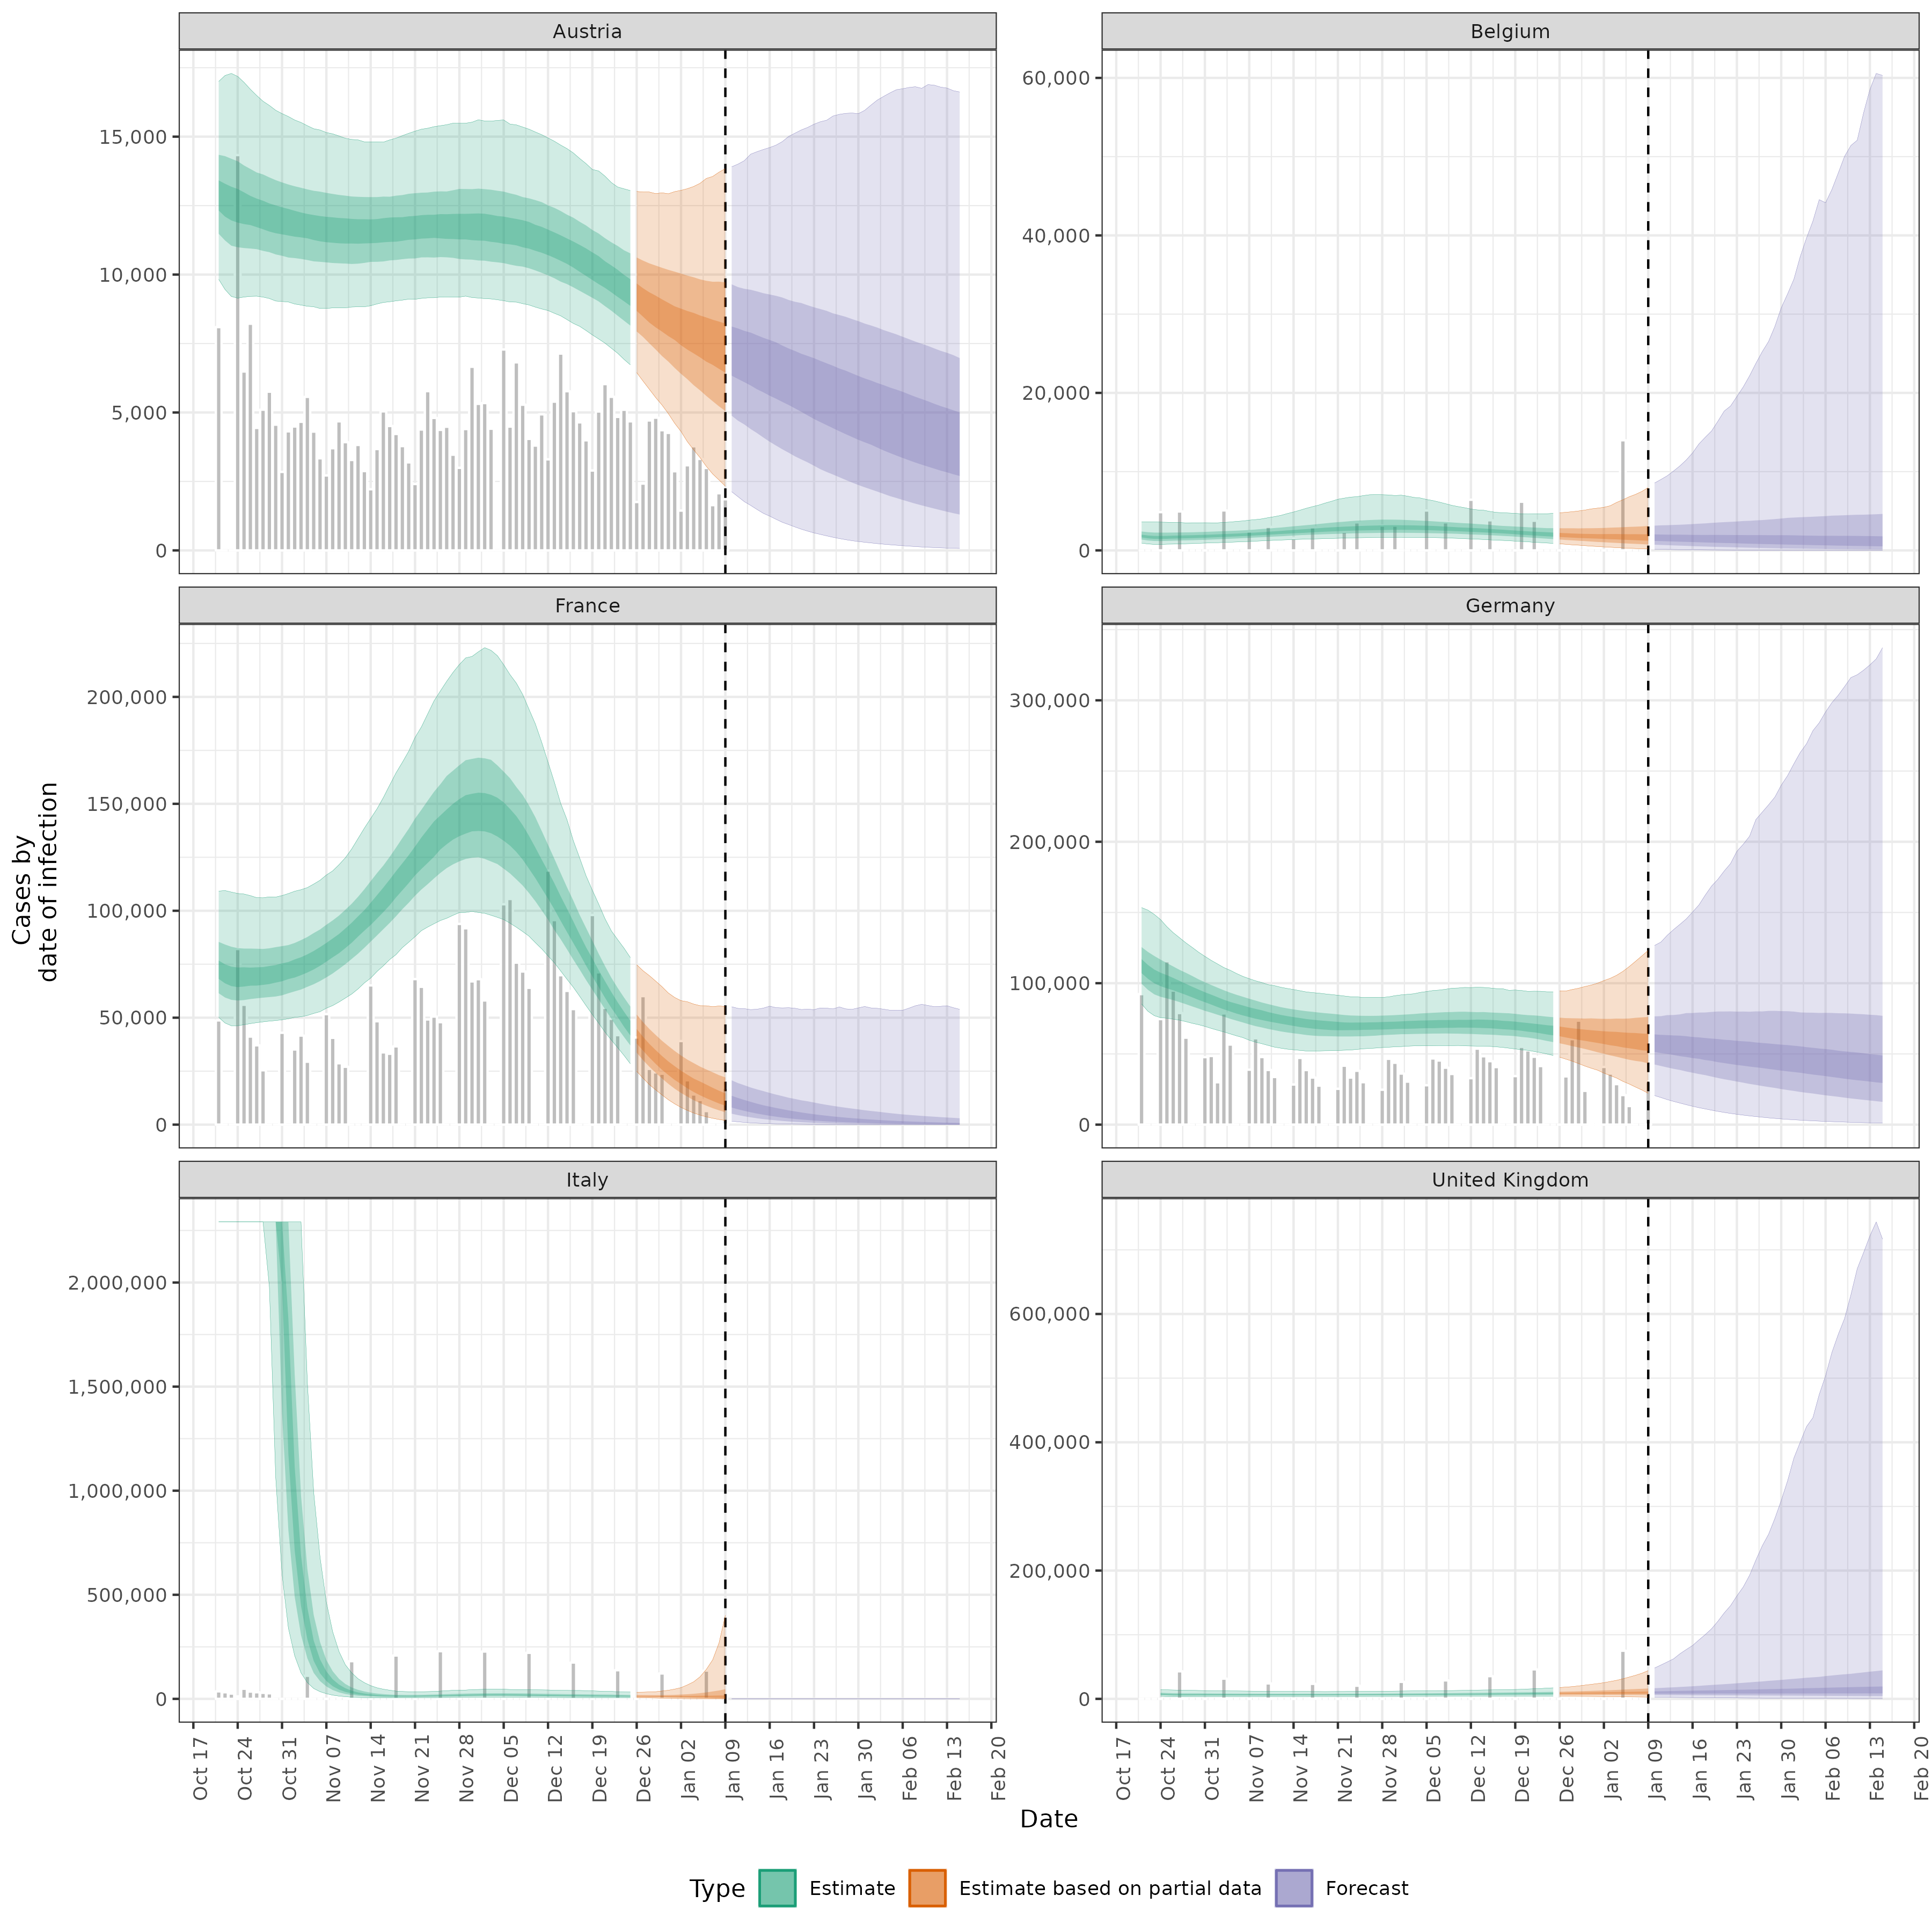 Austria
Belgium
15,000
10,000
5,000
0
60,000
40,000
20,000
0
France
Germany
200,000
150,000
100,000
50,000
0
300,000
200,000
100,000
0
Italy
United Kingdom
2,000,000
1,500,000
1,000,000
500,000
0
600,000
400,000
200,000
0
Cases by
date of infection
Oct 17
Oct 24
Oct 31
Nov 07
Nov 14
Nov 21
Nov 28
Dec 05
Dec 12
Dec 19
Dec 26
Jan 02
Jan 09
Jan 16
Jan 23
Jan 30
Feb 06
Feb 13
Feb 20
Oct 17
Oct 24
Oct 31
Nov 07
Nov 14
Nov 21
Nov 28
Dec 05
Dec 12
Dec 19
Dec 26
Jan 02
Jan 09
Jan 16
Jan 23
Jan 30
Feb 06
Feb 13
Feb 20
Date
Type Estimate Estimate based on partial data Forecast